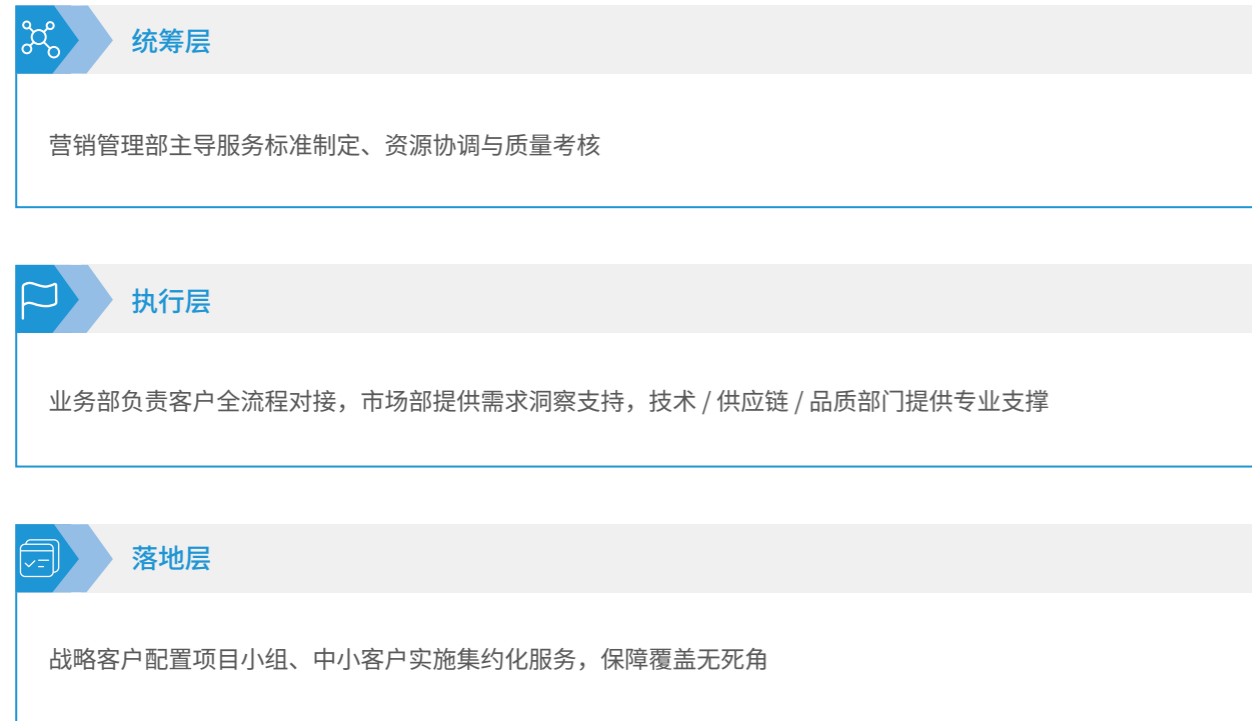 统筹层
营销管理部主导服务标准制定、资源协调与质量考核
执行层
业务部负责客户全流程对接，市场部提供需求洞察支持，技术 / 供应链 / 品质部门提供专业支撑
落地层
战略客户配置项目小组、中小客户实施集约化服务，保障覆盖无死角